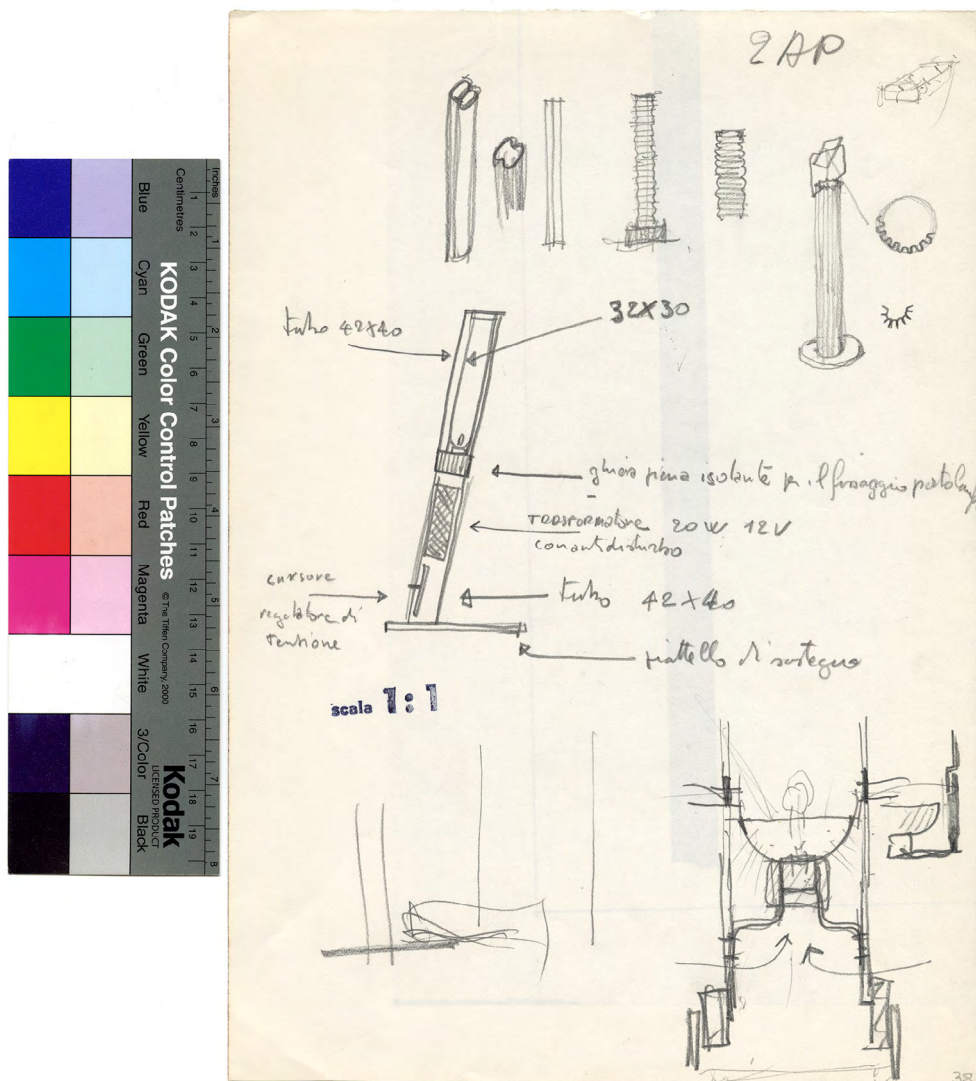 2AP
tubo 42X40
32X30
ghiera piena isolante per il fissaggio
TRASFORMATORE 20W 12V
con antidisturbo
cursore
regolatore di
tensione
tubo 42X40
piattello di sostegno
scala 1:1
38
Inches
Centimetres
1 2 3 4 5 6 7 8 9 10 11 12 13 14 15 16 17 18 19
1 2 3 4 5 6 7 8
KODAK Color Control Patches
© The Tiffen Company, 2000
Kodak
LICENSED PRODUCT
Blue
Cyan
Green
Yellow
Red
Magenta
White
3/Color
Black